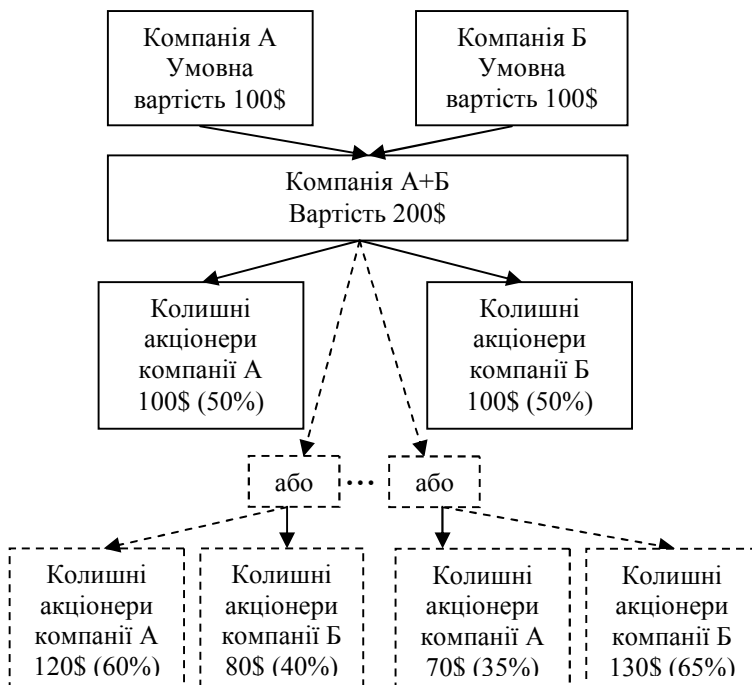 Компанія А
Умовна
вартість 100$
Компанія Б
Умовна
вартість 100$
Компанія А+Б
Вартість 200$
Колишні
акціонери
компанії А
100$ (50%)
Колишні
акціонери
компанії Б
100$ (50%)
або ... або
Колишні
акціонери
компанії А
120$ (60%)
Колишні
акціонери
компанії Б
80$ (40%)
Колишні
акціонери
компанії А
70$ (35%)
Колишні
акціонери
компанії Б
130$ (65%)